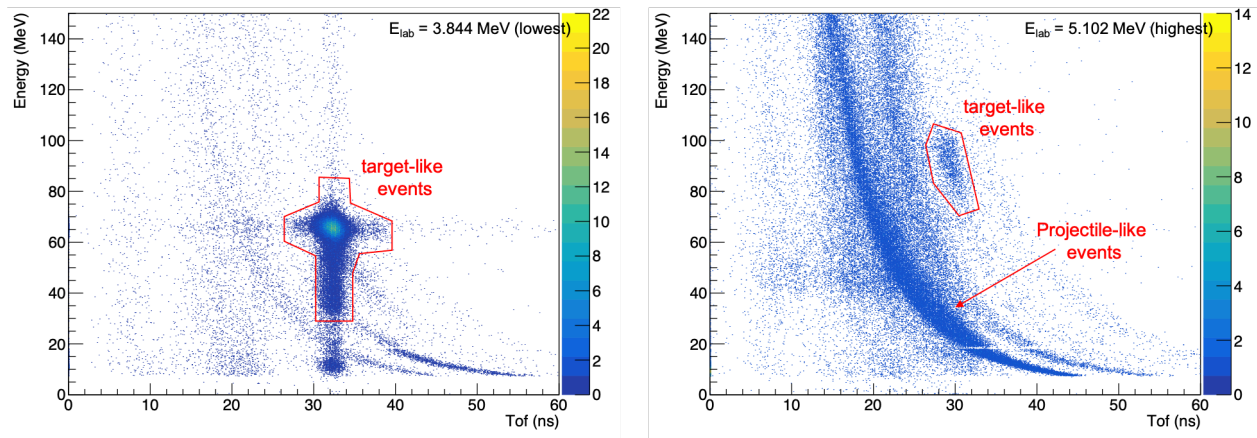 Energy (MeV)
140
120
100
80
60
40
20
0
0 10 20 30 40 50 60
Tof (ns)
E_lab = 3.844 MeV (lowest)
target-like
events
22
20
18
16
14
12
10
8
6
4
2
0
Energy (MeV)
140
120
100
80
60
40
20
0
0 10 20 30 40 50 60
Tof (ns)
E_lab = 5.102 MeV (highest)
target-like
events
Projectile-like
events
14
12
10
8
6
4
2
0